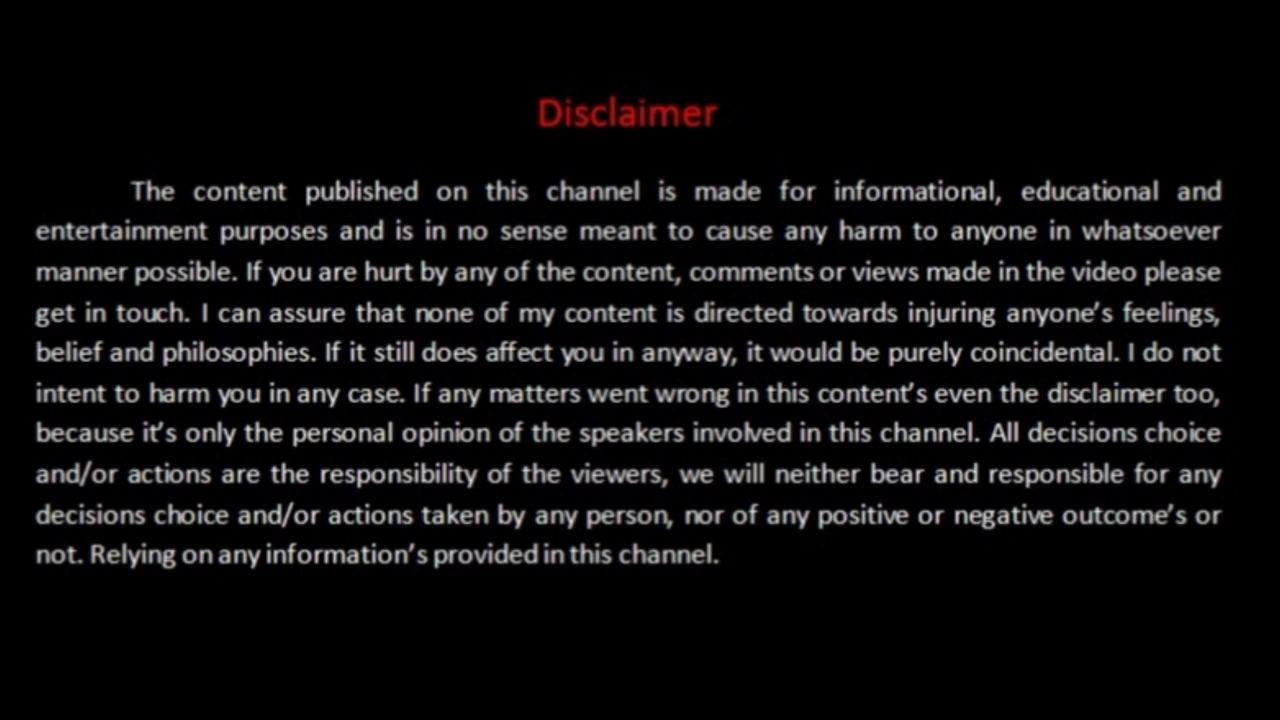 Disclaimer
The content published on this channel is made for informational, educational and
entertainment purposes and is in no sense meant to cause any harm to anyone in whatsoever
manner possible. If you are hurt by any of the content, comments or views made in the video please
get in touch. I can assure that none of my content is directed towards injuring anyone’s feelings,
belief and philosophies. If it still does affect you in anyway, it would be purely coincidental. I do not
intent to harm you in any case. If any matters went wrong in this content’s even the disclaimer too,
because it’s only the personal opinion of the speakers involved in this channel. All decisions choice
and/or actions are the responsibility of the viewers, we will neither bear and responsible for any
decisions choice and/or actions taken by any person, nor of any positive or negative outcome’s or
not. Relying on any information’s provided in this channel.